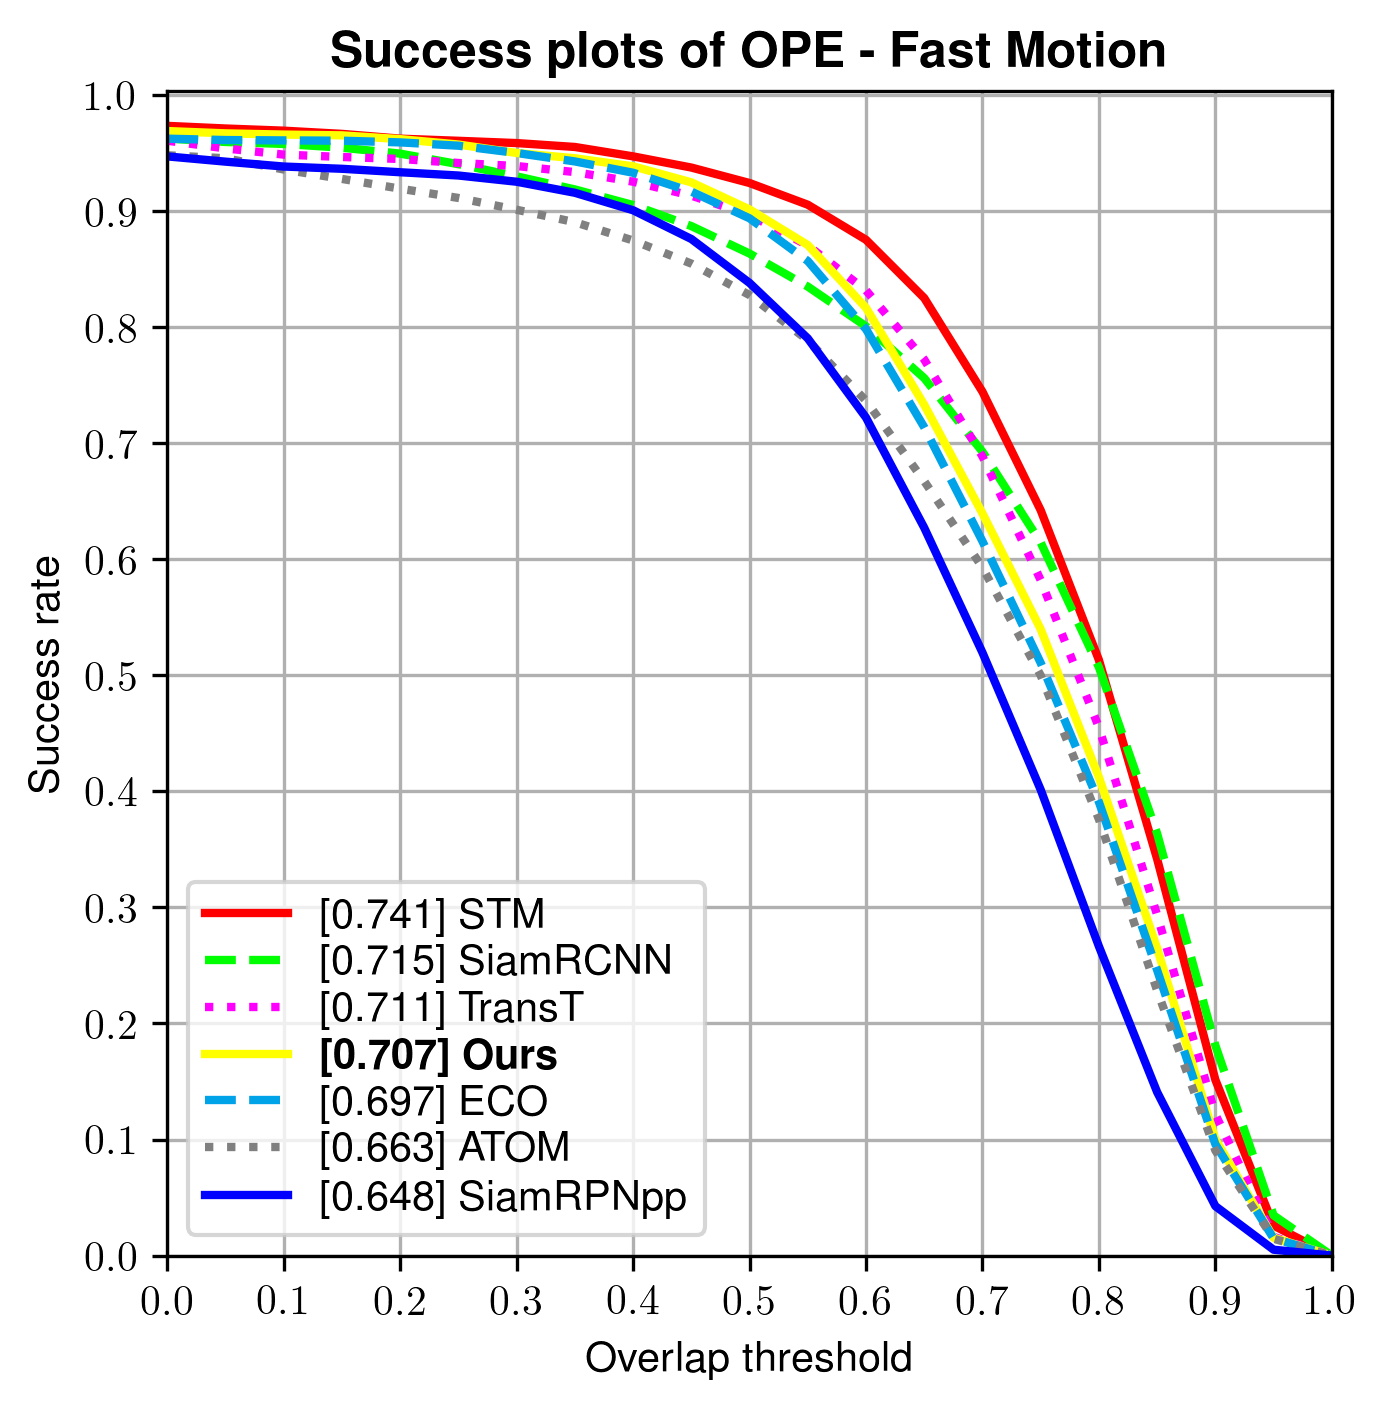 Success plots of OPE - Fast Motion
1.0
0.9
0.8
0.7
0.6
0.5
0.4
0.3
0.2
0.1
0.0
Success rate
[0.741] STM
[0.715] SiamRCNN
[0.711] TransT
[0.707] Ours
[0.697] ECO
[0.663] ATOM
[0.648] SiamRPNpp
0.0 0.1 0.2 0.3 0.4 0.5 0.6 0.7 0.8 0.9 1.0
Overlap threshold